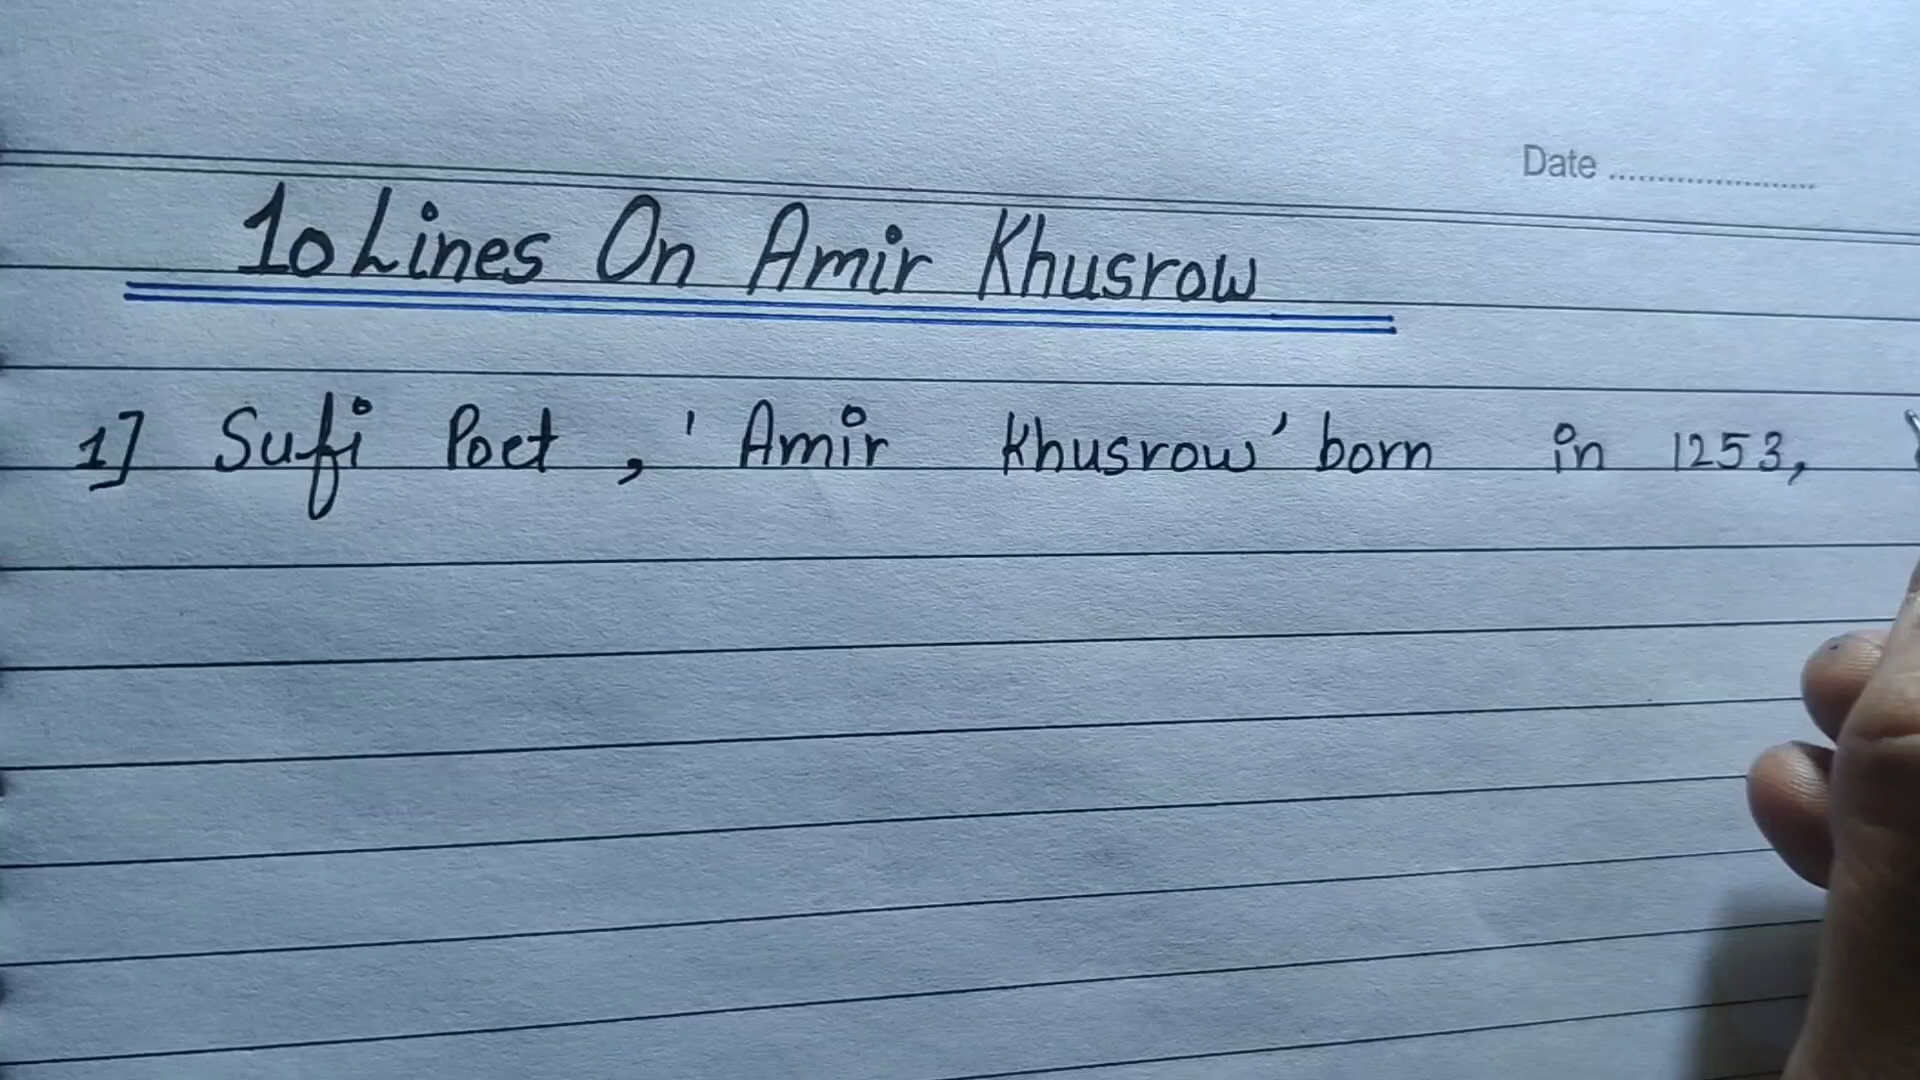 Date ....................
10 Lines On Amir Khusrow
1] Sufi Poet , 'Amir Khusrow' born in 1253,